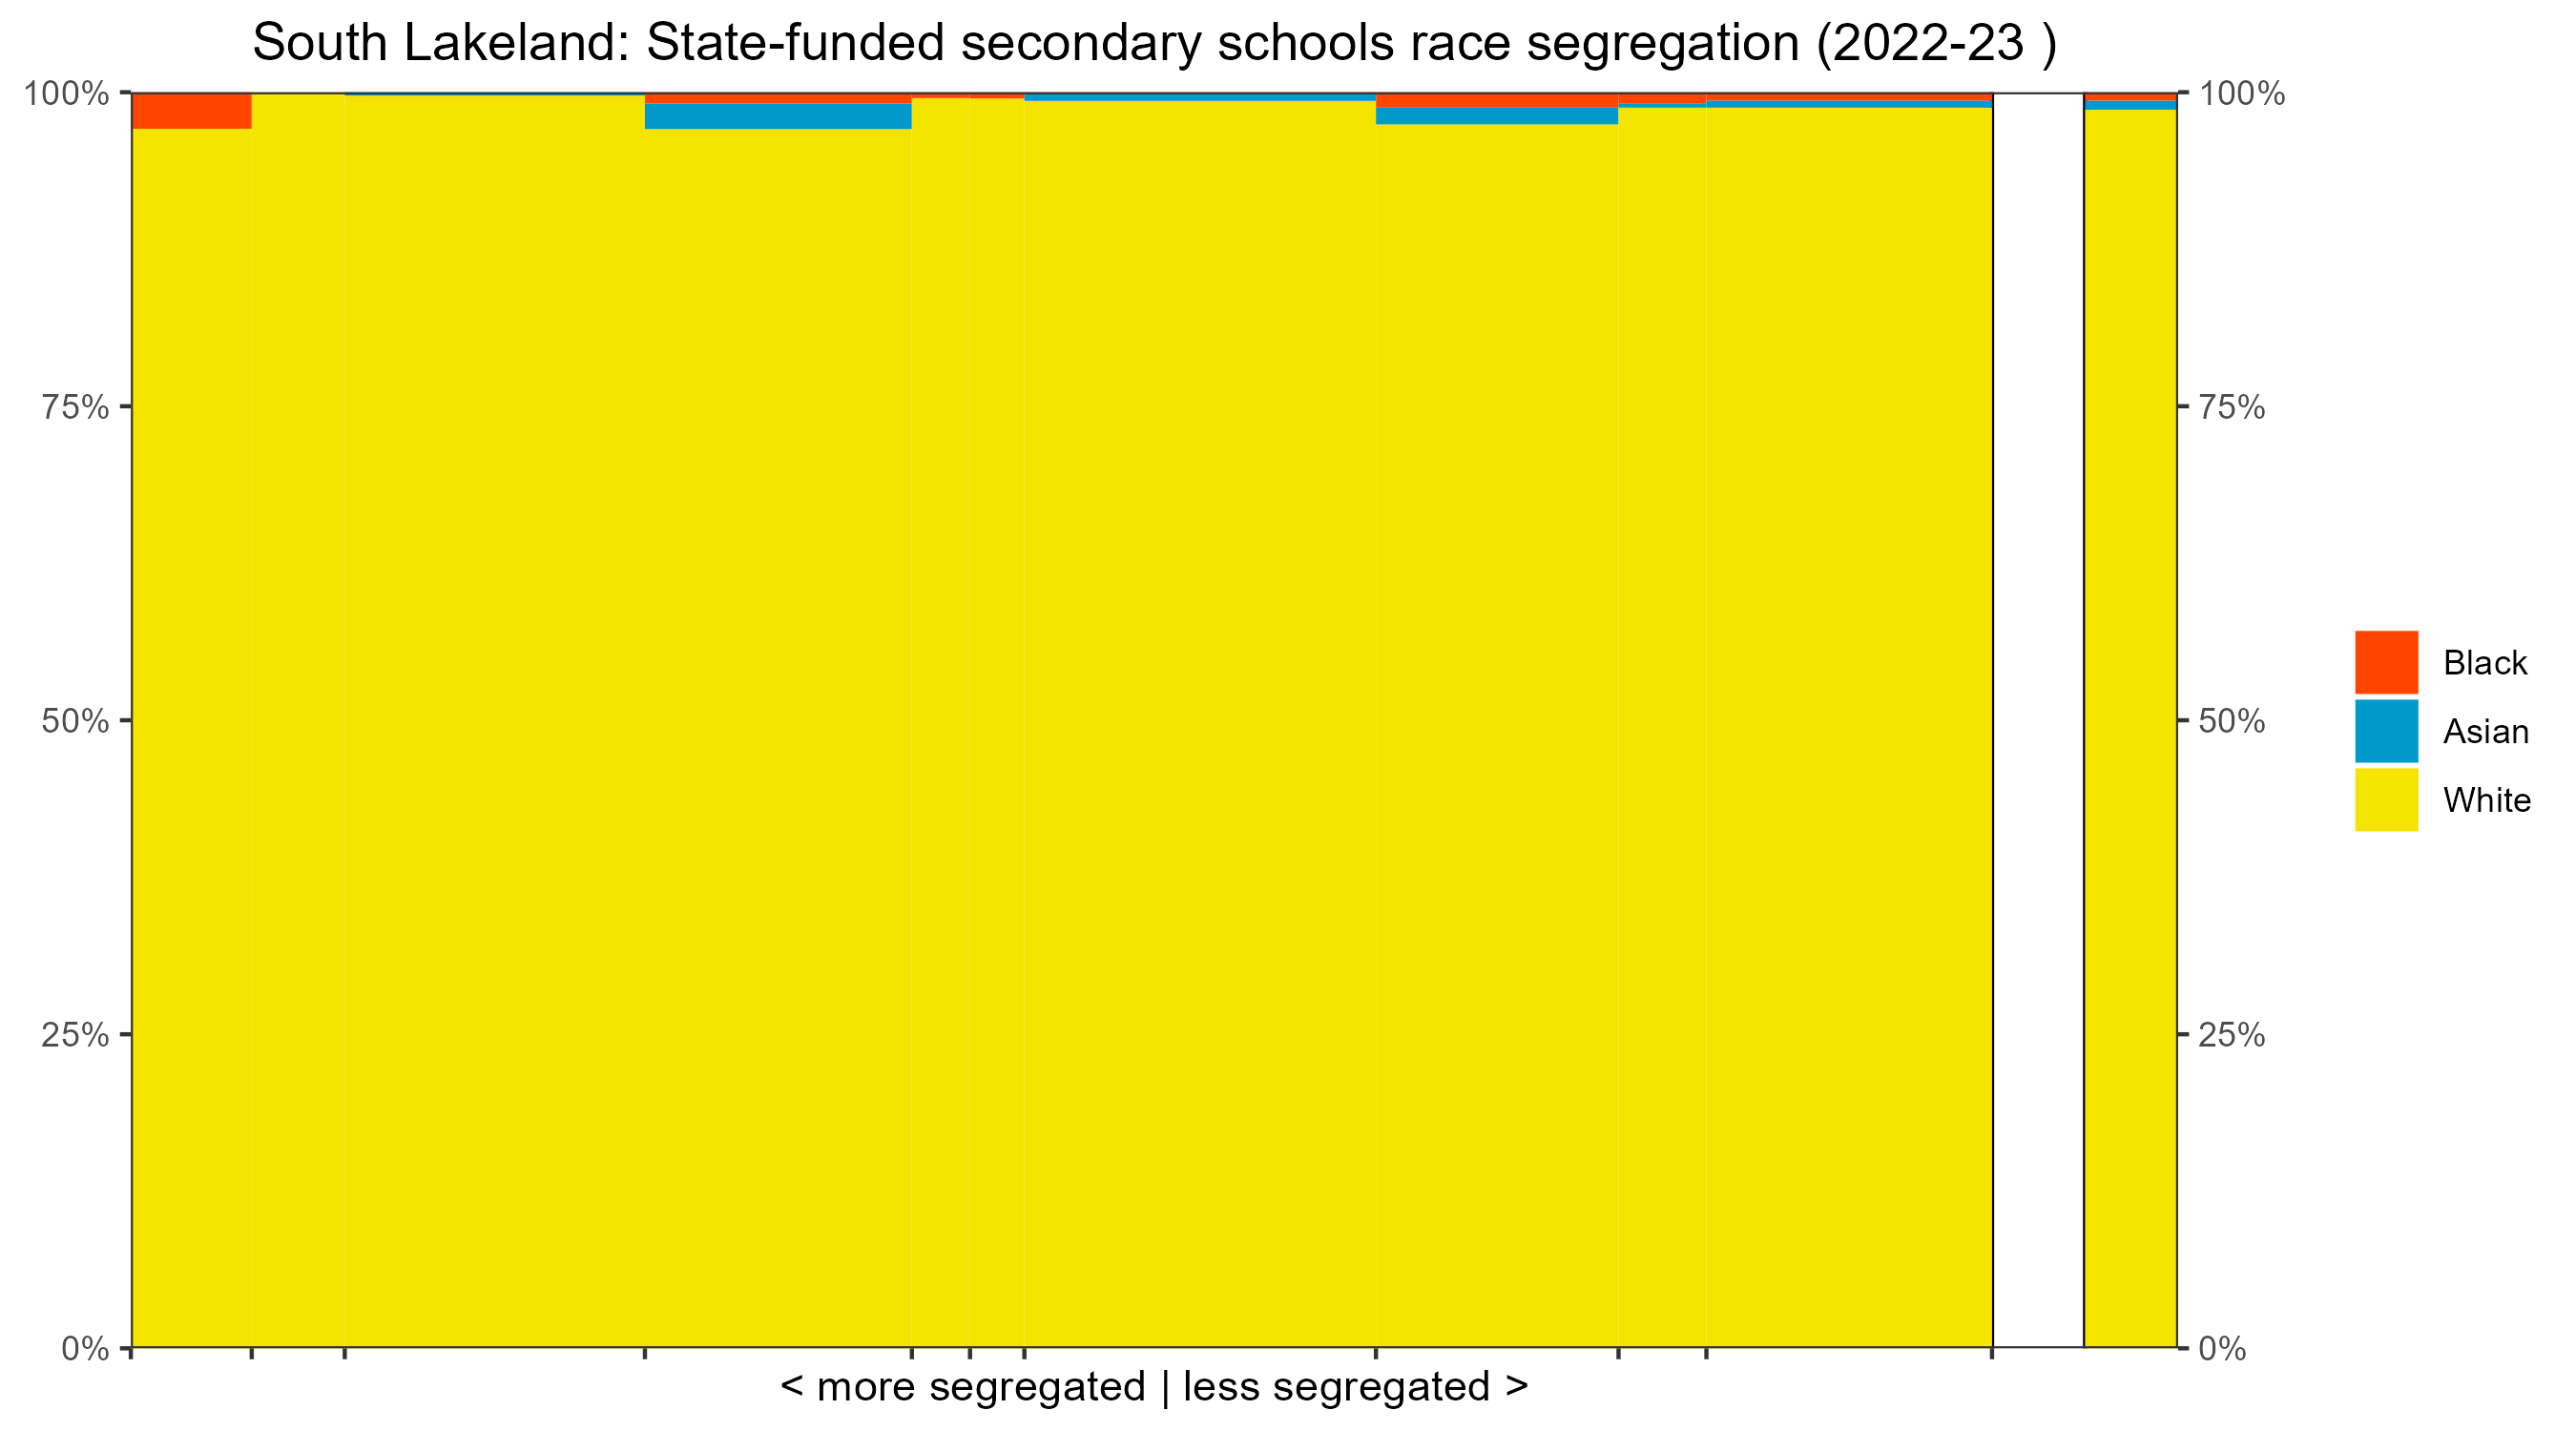 South Lakeland: State-funded secondary schools race segregation (2022-23 )
100%
75%
50%
25%
0%
100%
75%
50%
25%
0%
Black
Asian
White
< more segregated | less segregated >